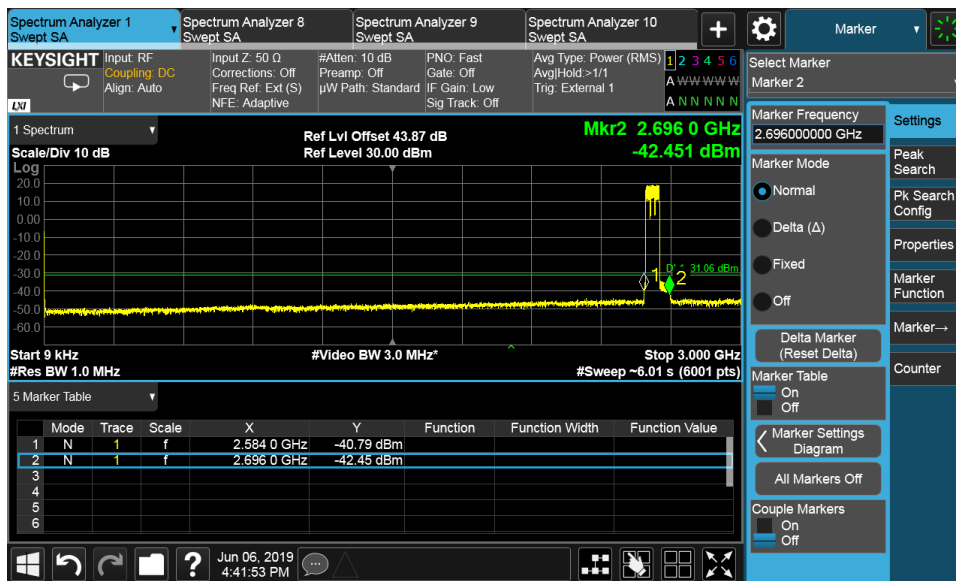 Spectrum Analyzer 1
Swept SA
Spectrum Analyzer 8
Swept SA
Spectrum Analyzer 9
Swept SA
Spectrum Analyzer 10
Swept SA
Marker
KEYSIGHT
LXI
Input: RF
Coupling: DC
Align: Auto
Input Z: 50 Ω
Corrections: Off
Freq Ref: Ext (S)
NFE: Adaptive
#Atten: 10 dB
Preamp: Off
µW Path: Standard
PNO: Fast
Gate: Off
IF Gain: Low
Sig Track: Off
Avg Type: Power (RMS)
Avg|Hold:>1/1
Trig: External 1
1 2 3 4 5 6
A W W W W W
A N N N N N
Select Marker
Marker 2
1 Spectrum
Scale/Div 10 dB
Log
Ref Lvl Offset 43.87 dB
Ref Level 30.00 dBm
Mkr2 2.696 0 GHz
-42.451 dBm
20.0
10.0
0.00
-10.0
-20.0
-30.0
-40.0
-50.0
-60.0
31.06 dBm
1
2
Start 9 kHz
#Res BW 1.0 MHz
#Video BW 3.0 MHz*
Stop 3.000 GHz
#Sweep ~6.01 s (6001 pts)
5 Marker Table
Mode Trace Scale X Y Function Function Width Function Value
1 N 1 f 2.584 0 GHz -40.79 dBm
2 N 1 f 2.696 0 GHz -42.45 dBm
3
4
5
6
Marker Frequency
2.696000000 GHz
Marker Mode
Normal
Delta (Δ)
Fixed
Off
Delta Marker
(Reset Delta)
Marker Table
On
Off
Marker Settings
Diagram
All Markers Off
Couple Markers
On
Off
Settings
Peak
Search
Pk Search
Config
Properties
Marker
Function
Marker→
Counter
?
Jun 06, 2019
4:41:53 PM